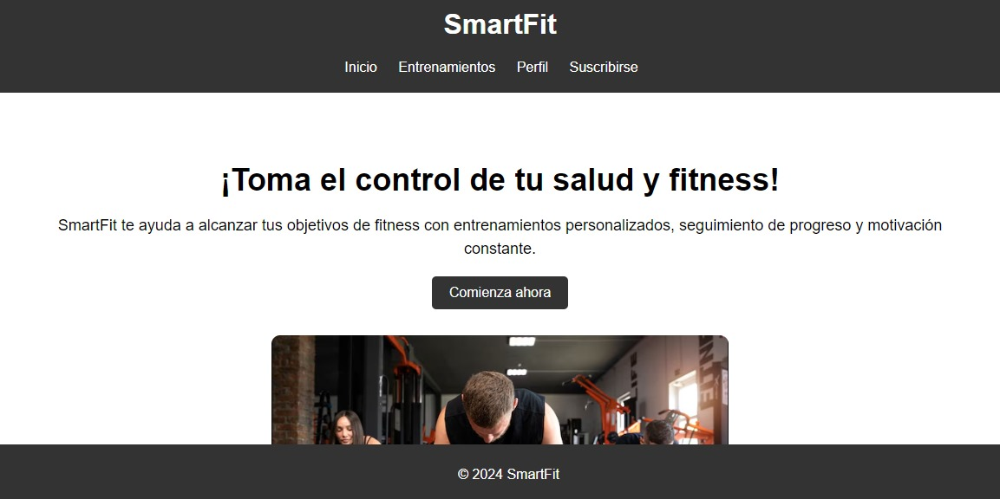 SmartFit
Inicio Entrenamientos Perfil Suscribirse
¡Toma el control de tu salud y fitness!
SmartFit te ayuda a alcanzar tus objetivos de fitness con entrenamientos personalizados, seguimiento de progreso y motivación
constante.
Comienza ahora
© 2024 SmartFit